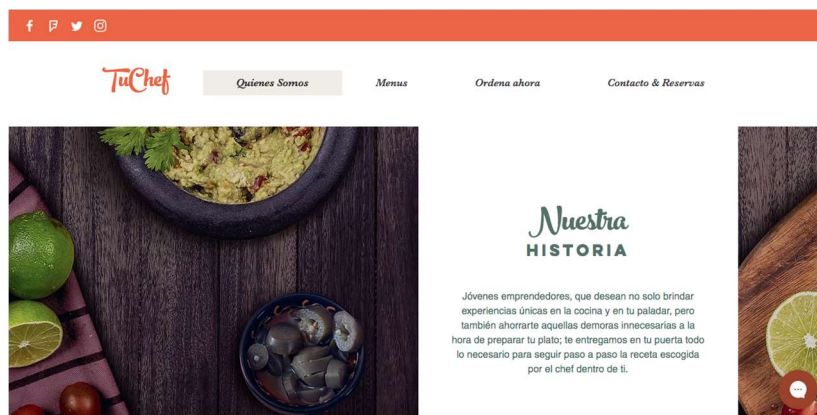 TuChef
Quienes Somos
Menus
Ordena ahora
Contacto & Reservas
Nuestra
HISTORIA
Jóvenes emprendedores, que desean no solo brindar
experiencias únicas en la cocina y en tu paladar, pero
también ahorrarte aquellas demoras innecesarias a la
hora de preparar tu plato; te entregamos en tu puerta todo
lo necesario para seguir paso a paso la receta escogida
por el chef dentro de ti.